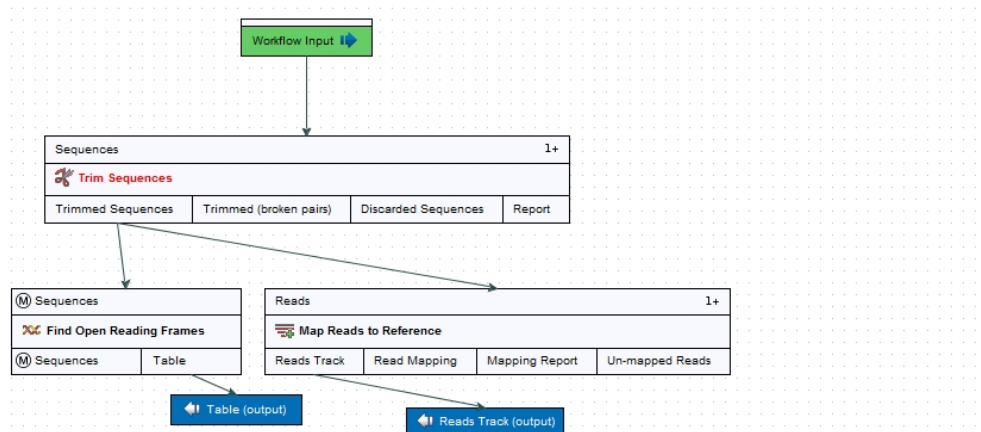 Workflow Input
Sequences 1+
Trim Sequences
Trimmed Sequences Trimmed (broken pairs) Discarded Sequences Report
M Sequences
Find Open Reading Frames
M Sequences Table
Reads 1+
Map Reads to Reference
Reads Track Read Mapping Mapping Report Un-mapped Reads
Table (output)
Reads Track (output)